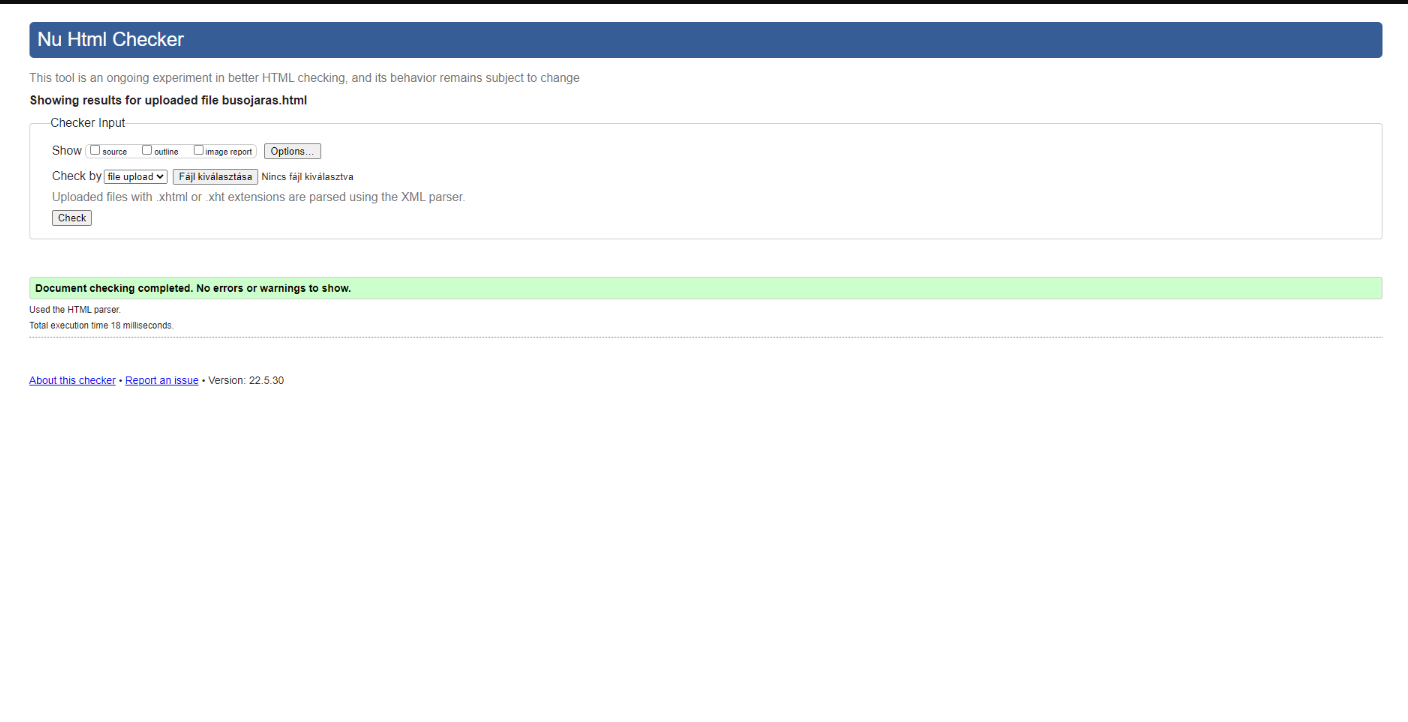 Nu Html Checker
This tool is an ongoing experiment in better HTML checking, and its behavior remains subject to change
Showing results for uploaded file busojaras.html
Checker Input
Show source outline image report Options...
Check by file upload Fájl kiválasztása Nincs fájl kiválasztva
Uploaded files with .xhtml or .xht extensions are parsed using the XML parser.
Check
Document checking completed. No errors or warnings to show.
Used the HTML parser.
Total execution time 18 milliseconds.
About this checker • Report an issue • Version: 22.5.30